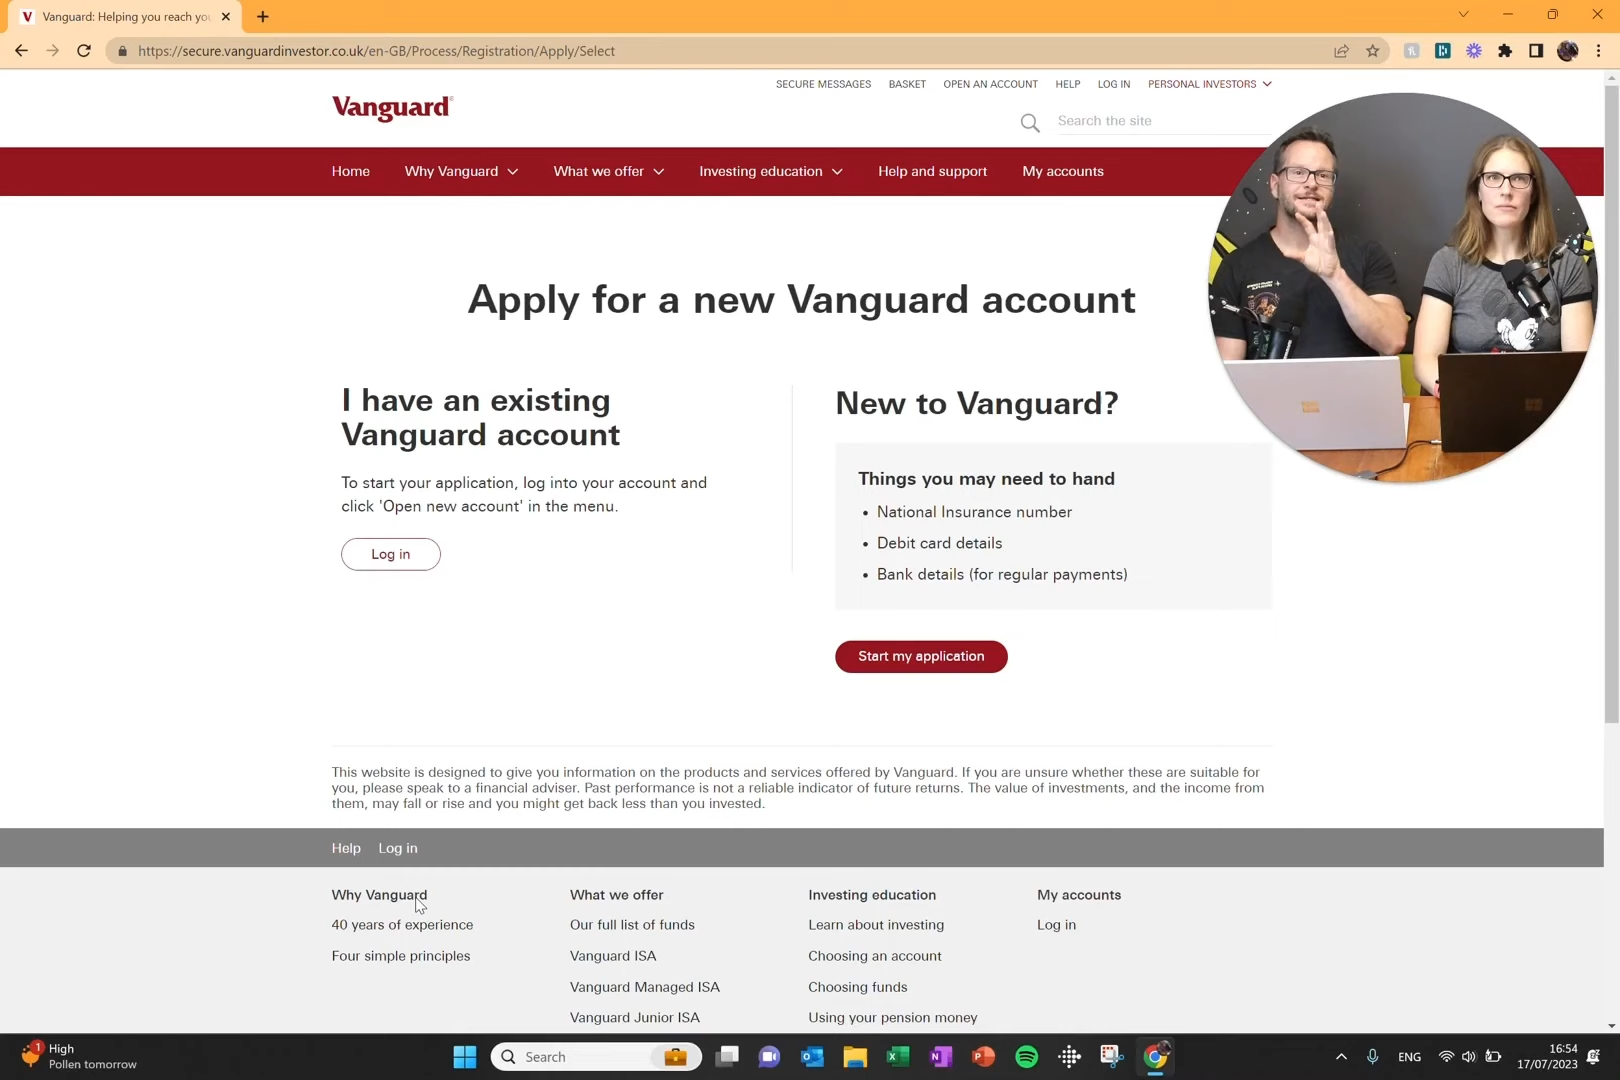 Vanguard: Helping you reach you
https://secure.vanguardinvestor.co.uk/en-GB/Process/Registration/Apply/Select
SECURE MESSAGES BASKET OPEN AN ACCOUNT HELP LOG IN PERSONAL INVESTORS
Vanguard
Search the site
Home Why Vanguard What we offer Investing education Help and support My accounts
Apply for a new Vanguard account
I have an existing
Vanguard account
To start your application, log into your account and
click 'Open new account' in the menu.
Log in
New to Vanguard?
Things you may need to hand
• National Insurance number
• Debit card details
• Bank details (for regular payments)
Start my application
This website is designed to give you information on the products and services offered by Vanguard. If you are unsure whether these are suitable for
you, please speak to a financial adviser. Past performance is not a reliable indicator of future returns. The value of investments, and the income from
them, may fall or rise and you might get back less than you invested.
Help Log in
Why Vanguard
40 years of experience
Four simple principles
What we offer
Our full list of funds
Vanguard ISA
Vanguard Managed ISA
Vanguard Junior ISA
Investing education
Learn about investing
Choosing an account
Choosing funds
Using your pension money
My accounts
Log in
1
High
Pollen tomorrow
Search
ENG
16:54
17/07/2023